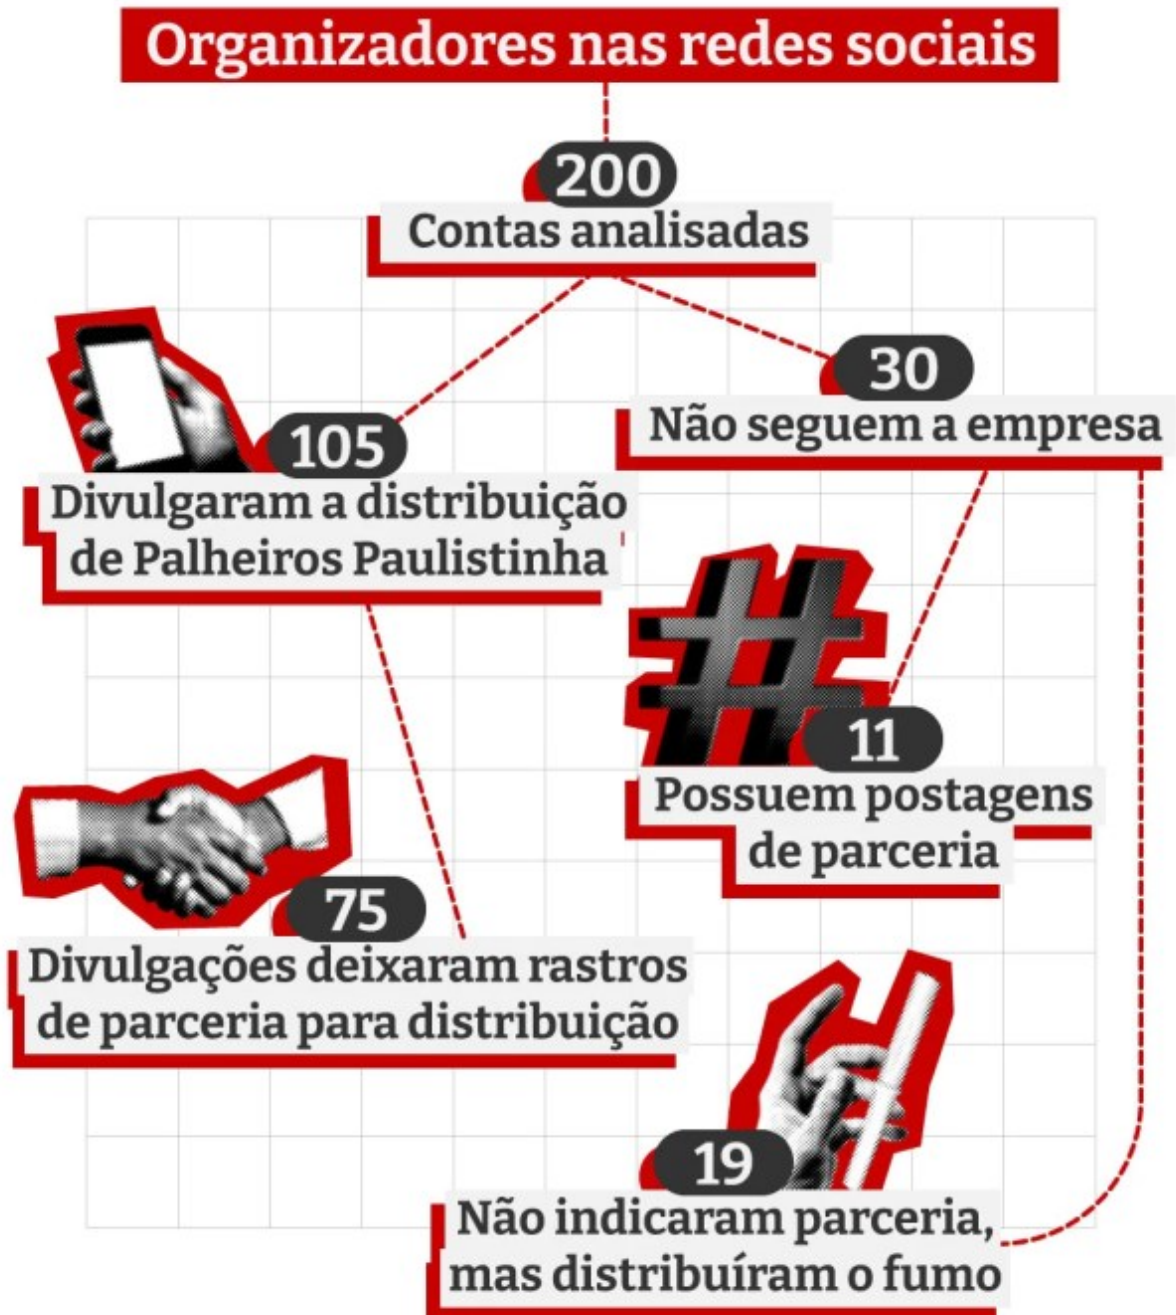 Organizadores nas redes sociais
200
Contas analisadas
30
Não seguem a empresa
105
Divulgaram a distribuição
de Palheiros Paulistinha
11
Possuem postagens
de parceria
75
Divulgações deixaram rastros
de parceria para distribuição
19
Não indicaram parceria,
mas distribuíram o fumo